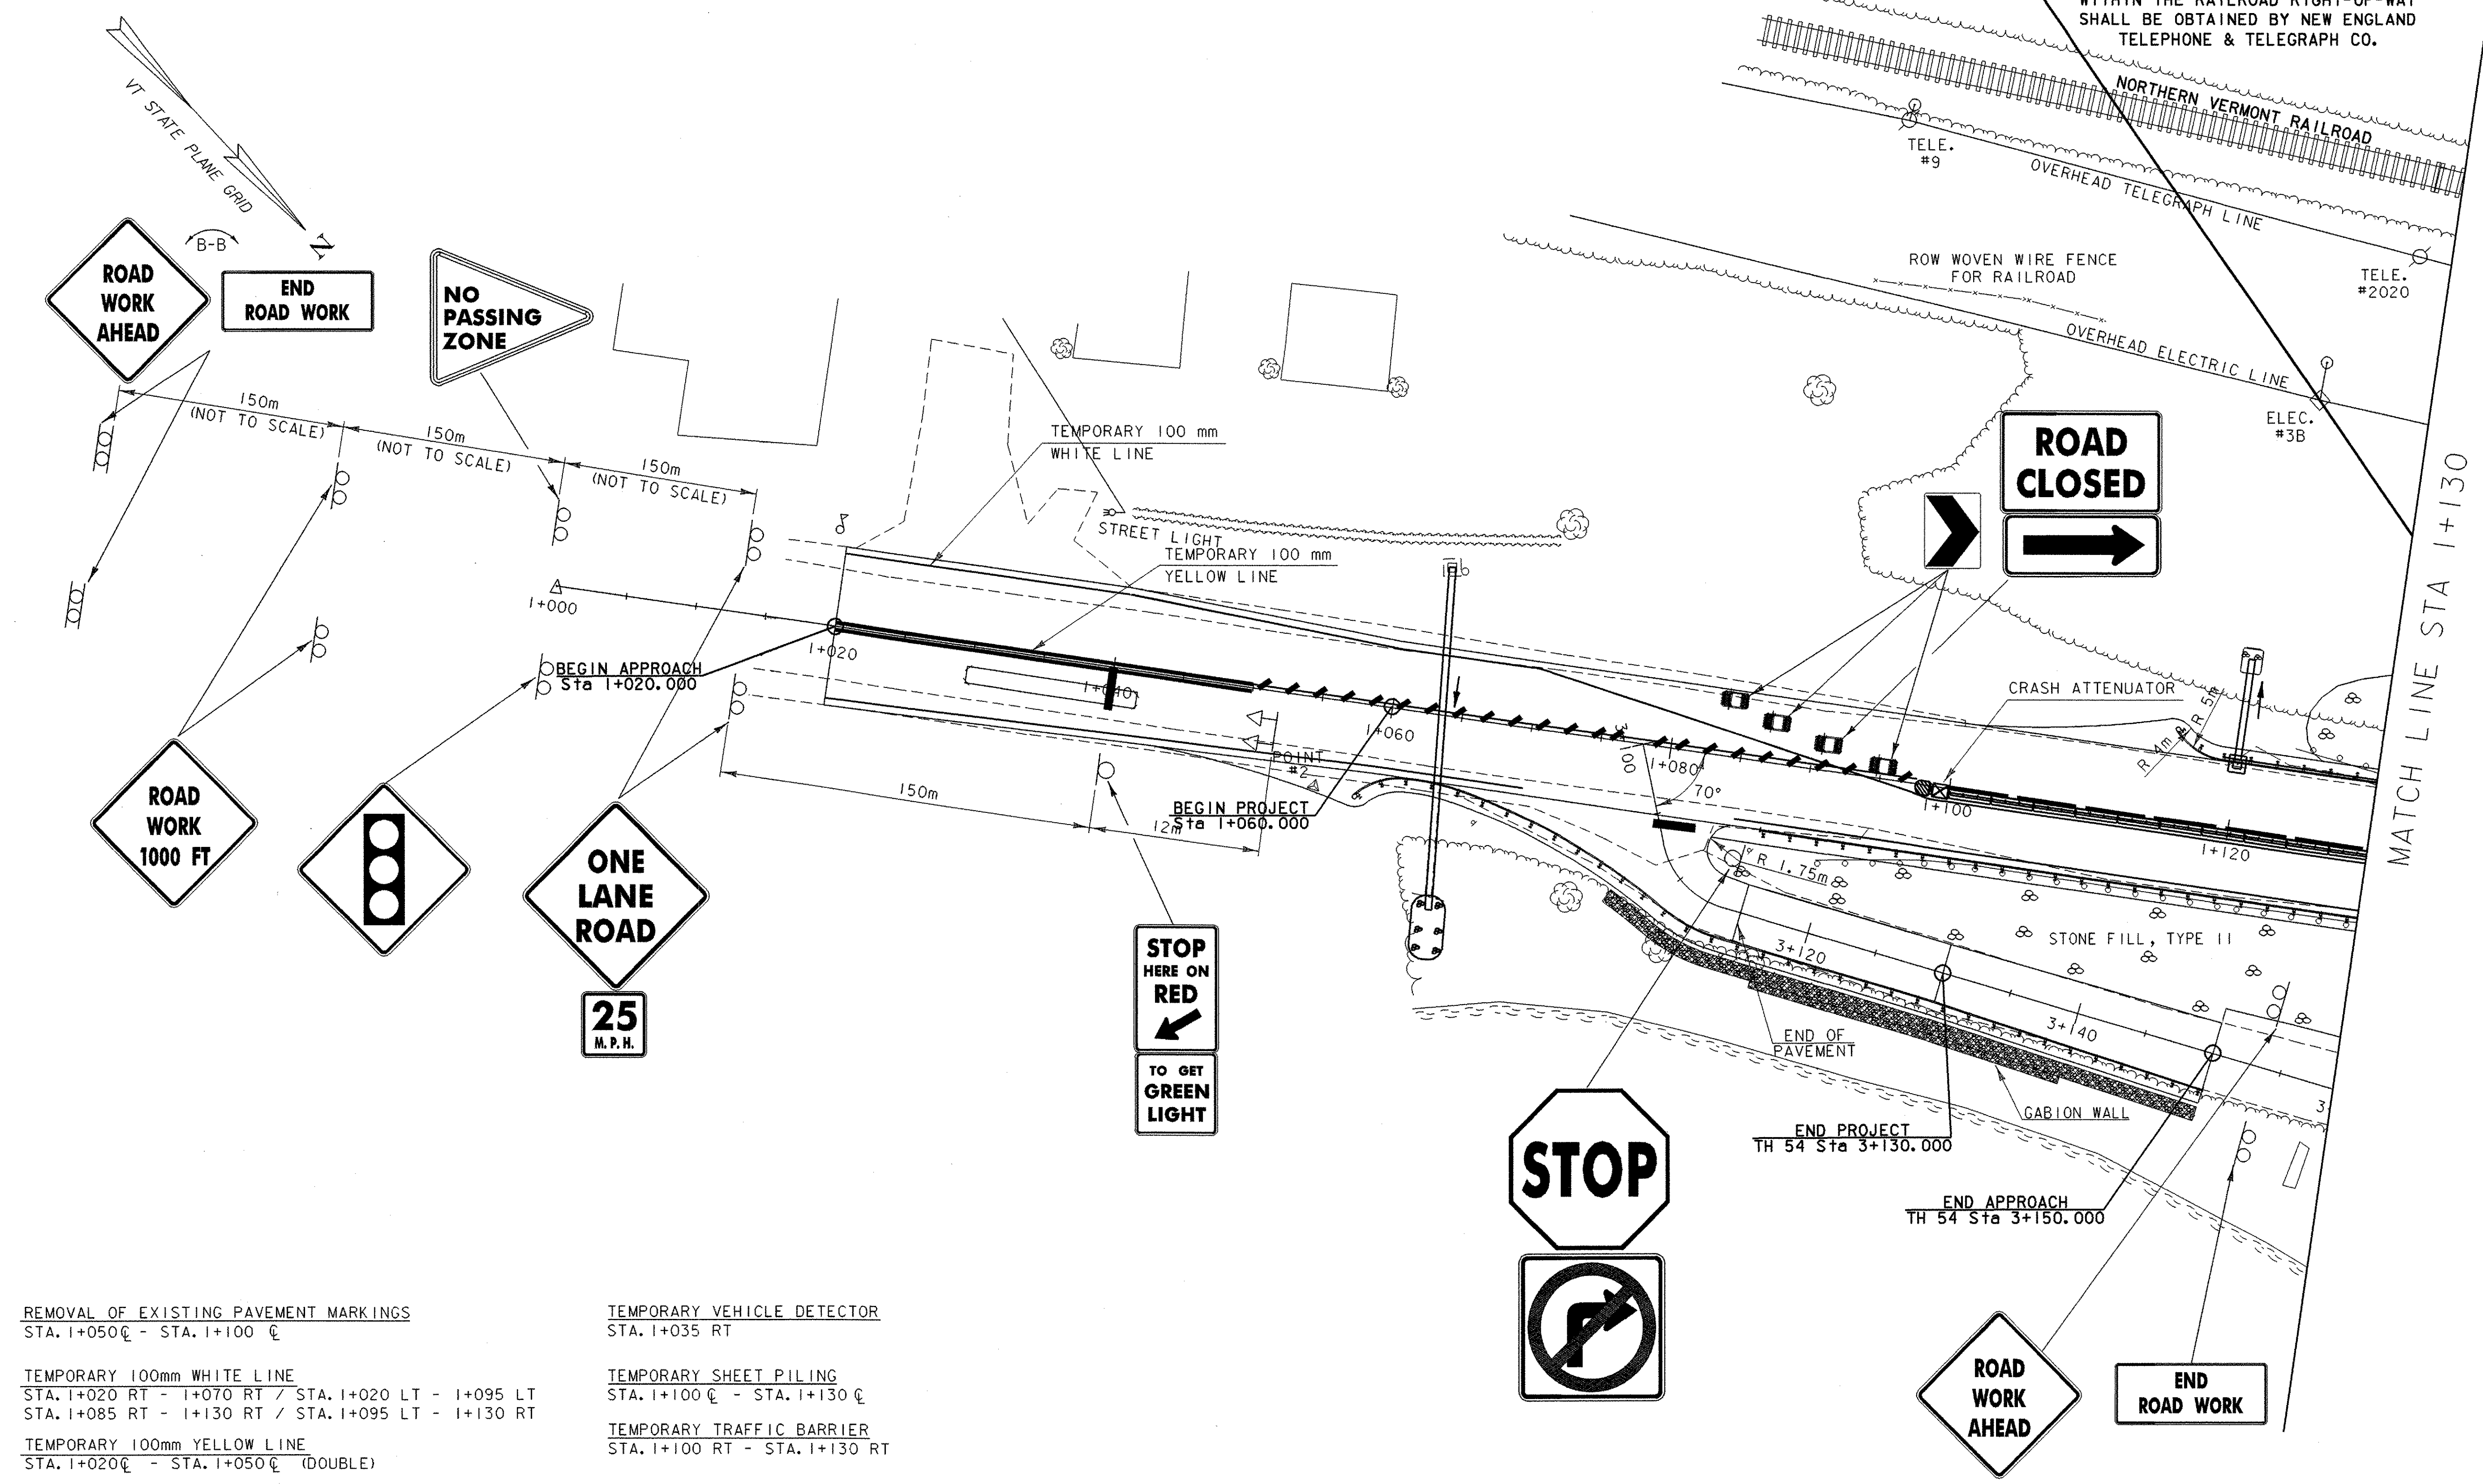 WITHIN THE RAILROAD RIGHT-OF-WAY
SHALL BE OBTAINED BY NEW ENGLAND
TELEPHONE & TELEGRAPH CO.
NORTHERN VERMONT RAILROAD
TELE.
#9
OVERHEAD TELEGRAPH LINE
TELE.
#2020
ROW WOVEN WIRE FENCE
FOR RAILROAD
OVERHEAD ELECTRIC LINE
ELEC.
#3B
VT STATE PLANE GRID
N
B-B
ROAD
WORK
AHEAD
END
ROAD WORK
NO
PASSING
ZONE
150m
(NOT TO SCALE)
150m
(NOT TO SCALE)
150m
(NOT TO SCALE)
TEMPORARY 100 mm
WHITE LINE
STREET LIGHT
TEMPORARY 100 mm
YELLOW LINE
ROAD
CLOSED
MATCH LINE STA 1+130
1+000
1+020
BEGIN APPROACH
Sta 1+020.000
1+040
1+060
POINT
#2
BEGIN PROJECT
Sta 1+060.000
150m
12m
1+080
70°
CRASH ATTENUATOR
1+100
R 4m
R 5m
1+120
R 1.75m
STONE FILL, TYPE II
3+120
3+140
3
END OF
PAVEMENT
GABION WALL
END PROJECT
TH 54 Sta 3+130.000
END APPROACH
TH 54 Sta 3+150.000
ROAD
WORK
1000 FT
ONE
LANE
ROAD
25
M.P.H.
STOP
HERE ON
RED
TO GET
GREEN
LIGHT
STOP
ROAD
WORK
AHEAD
END
ROAD WORK
REMOVAL OF EXISTING PAVEMENT MARKINGS
STA. 1+050 ℄ - STA. 1+100 ℄
TEMPORARY 100mm WHITE LINE
STA. 1+020 RT - 1+070 RT / STA. 1+020 LT - 1+095 LT
STA. 1+085 RT - 1+130 RT / STA. 1+095 LT - 1+130 RT
TEMPORARY 100mm YELLOW LINE
STA. 1+020 ℄ - STA. 1+050 ℄ (DOUBLE)
TEMPORARY VEHICLE DETECTOR
STA. 1+035 RT
TEMPORARY SHEET PILING
STA. 1+100 ℄ - STA. 1+130 ℄
TEMPORARY TRAFFIC BARRIER
STA. 1+100 RT - STA. 1+130 RT